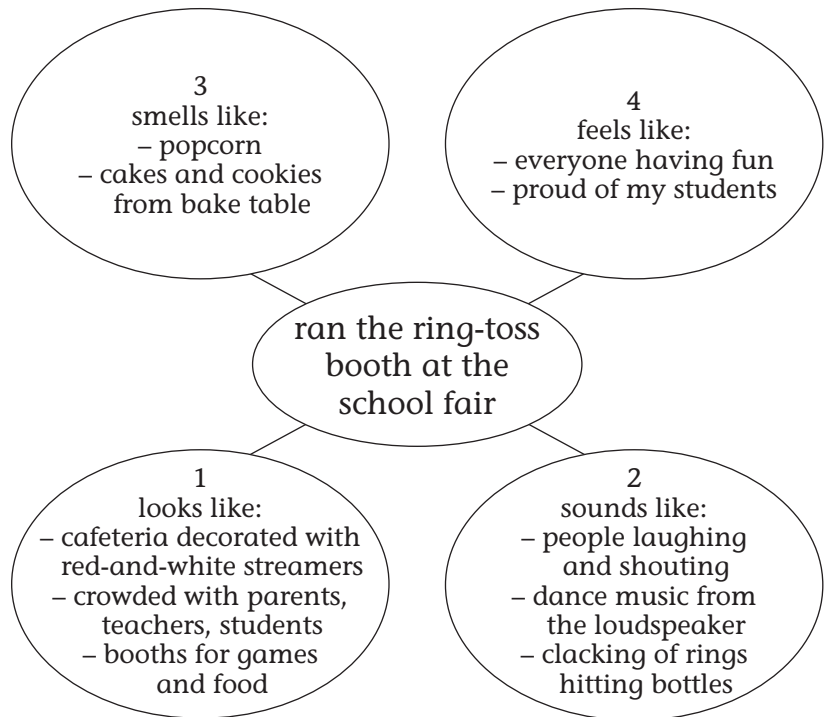 3
smells like:
– popcorn
– cakes and cookies
from bake table
4
feels like:
– everyone having fun
– proud of my students
ran the ring-toss
booth at the
school fair
1
looks like:
– cafeteria decorated with
red-and-white streamers
– crowded with parents,
teachers, students
– booths for games
and food
2
sounds like:
– people laughing
and shouting
– dance music from
the loudspeaker
– clacking of rings
hitting bottles